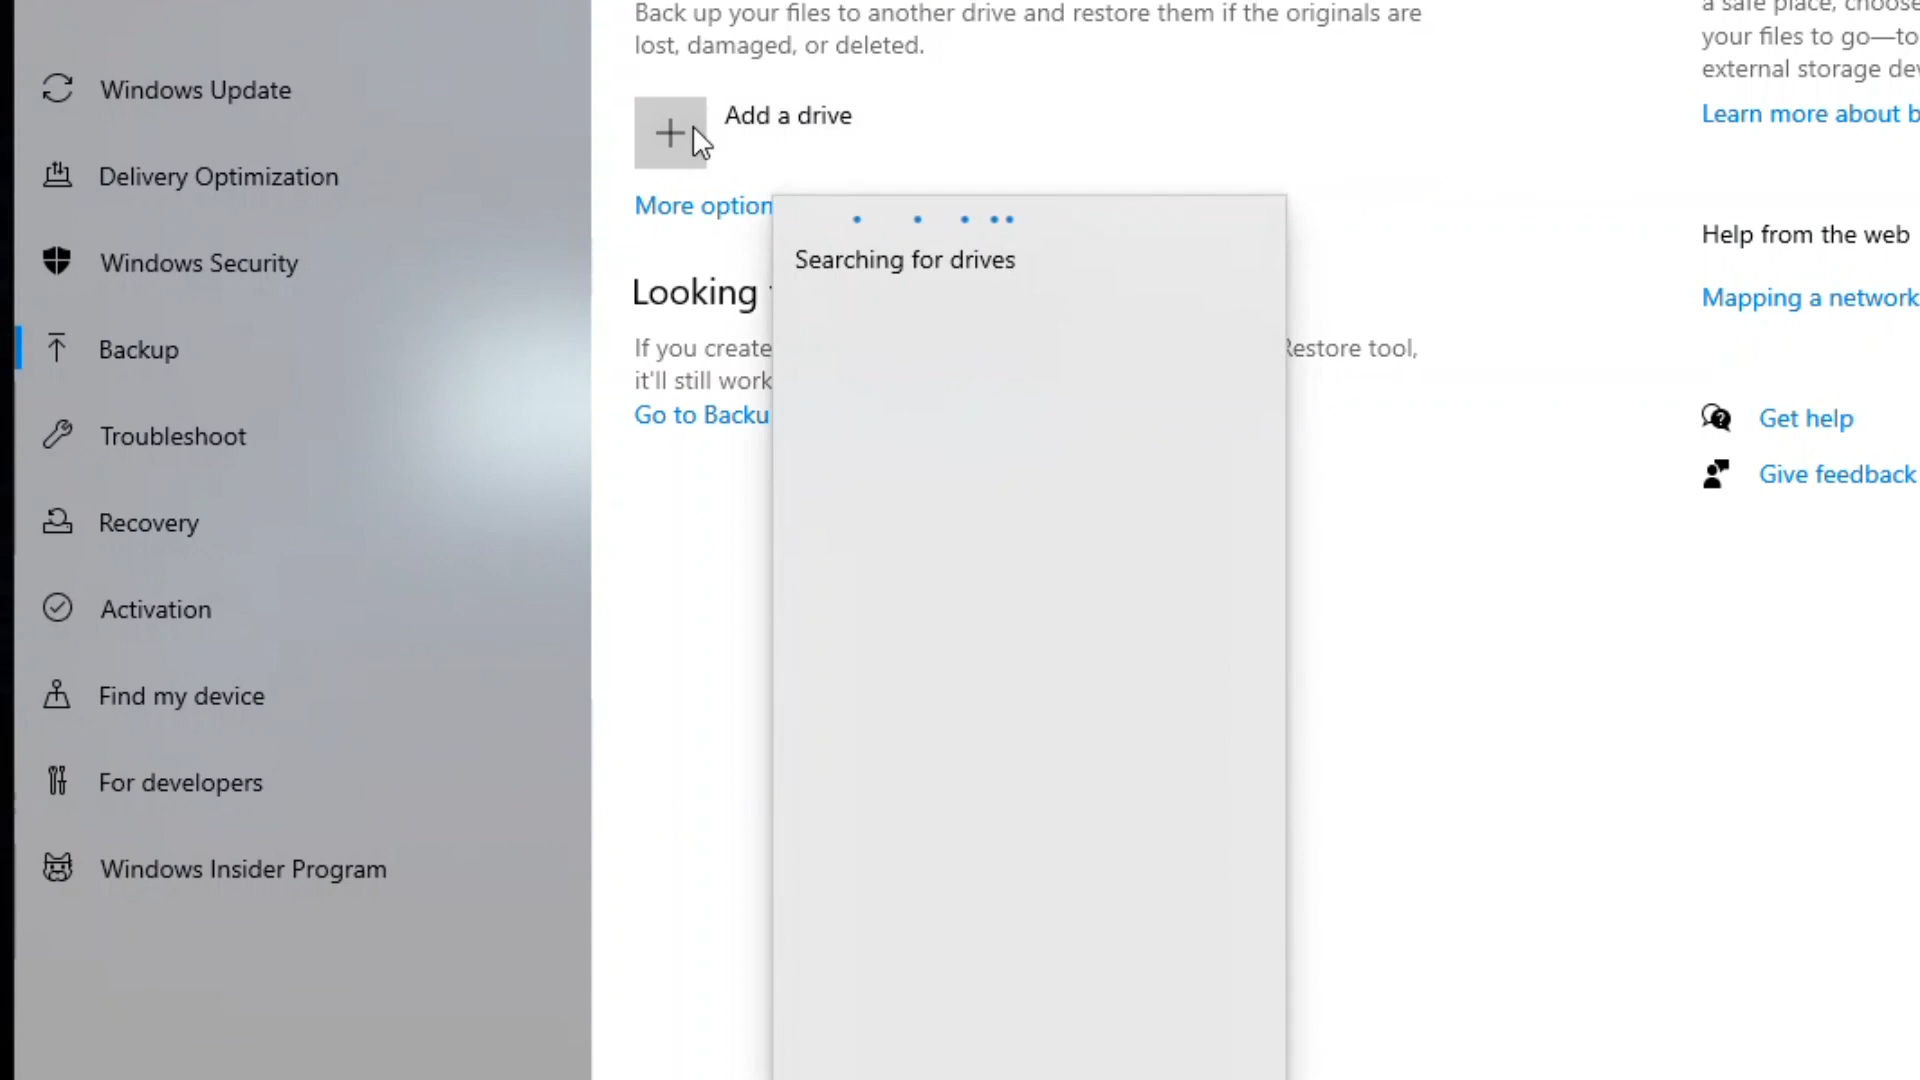 Windows Update
Delivery Optimization
Windows Security
Backup
Troubleshoot
Recovery
Activation
Find my device
For developers
Windows Insider Program
Back up your files to another drive and restore them if the originals are
lost, damaged, or deleted.
Add a drive
More option
Searching for drives
Looking
If you create
Restore tool,
it'll still work
Go to Backu
a safe place, choose
your files to go—to
external storage dev
Learn more about b
Help from the web
Mapping a network
Get help
Give feedback